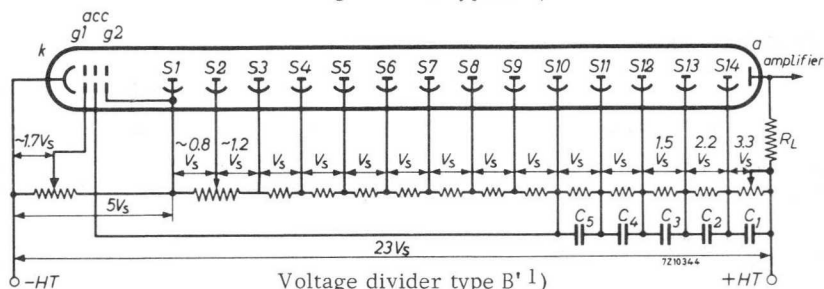 acc
g1 g2
k
S1 S2 S3 S4 S5 S6 S7 S8 S9 S10 S11 S12 S13 S14
a
amplifier
~1.7Vs
~0.8 Vs
~1.2 Vs
Vs Vs Vs Vs Vs Vs Vs Vs Vs
1.5 Vs
2.2 Vs
3.3 Vs
RL
5Vs
C5 C4 C3 C2 C1
23Vs
7Z10344
-HT
Voltage divider type B' 1)
+HT